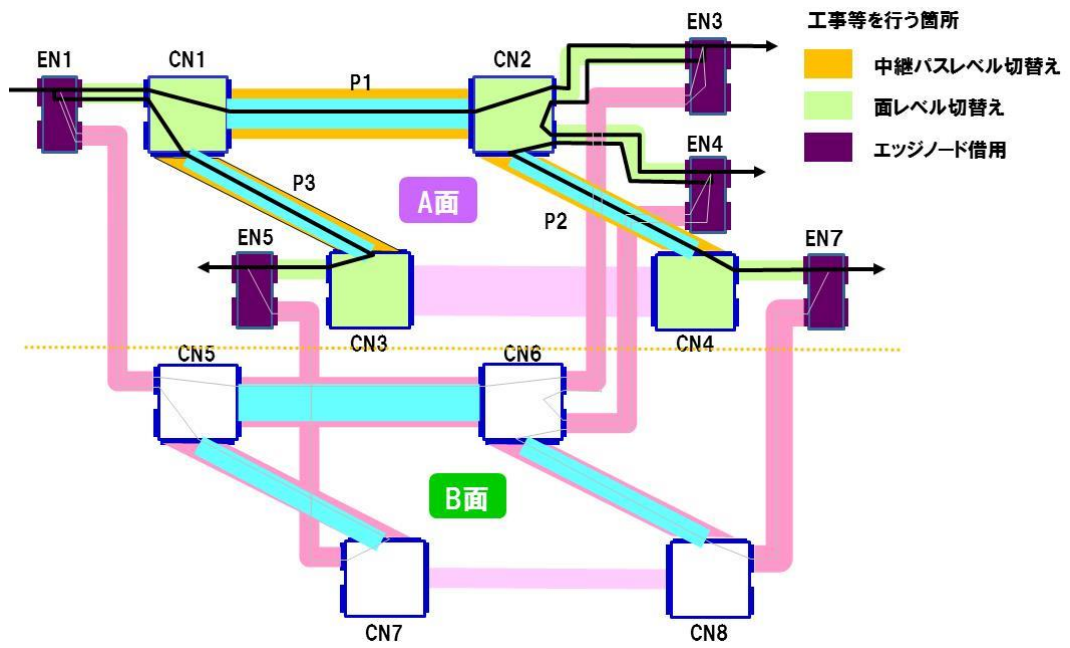 EN3
工事等を行う箇所
EN1
CN1
CN2
中継パスレベル切替え
P1
面レベル切替え
EN4
エッジノード借用
P3
A面
P2
EN5
EN7
CN3
CN4
CN5
CN6
B面
CN7
CN8